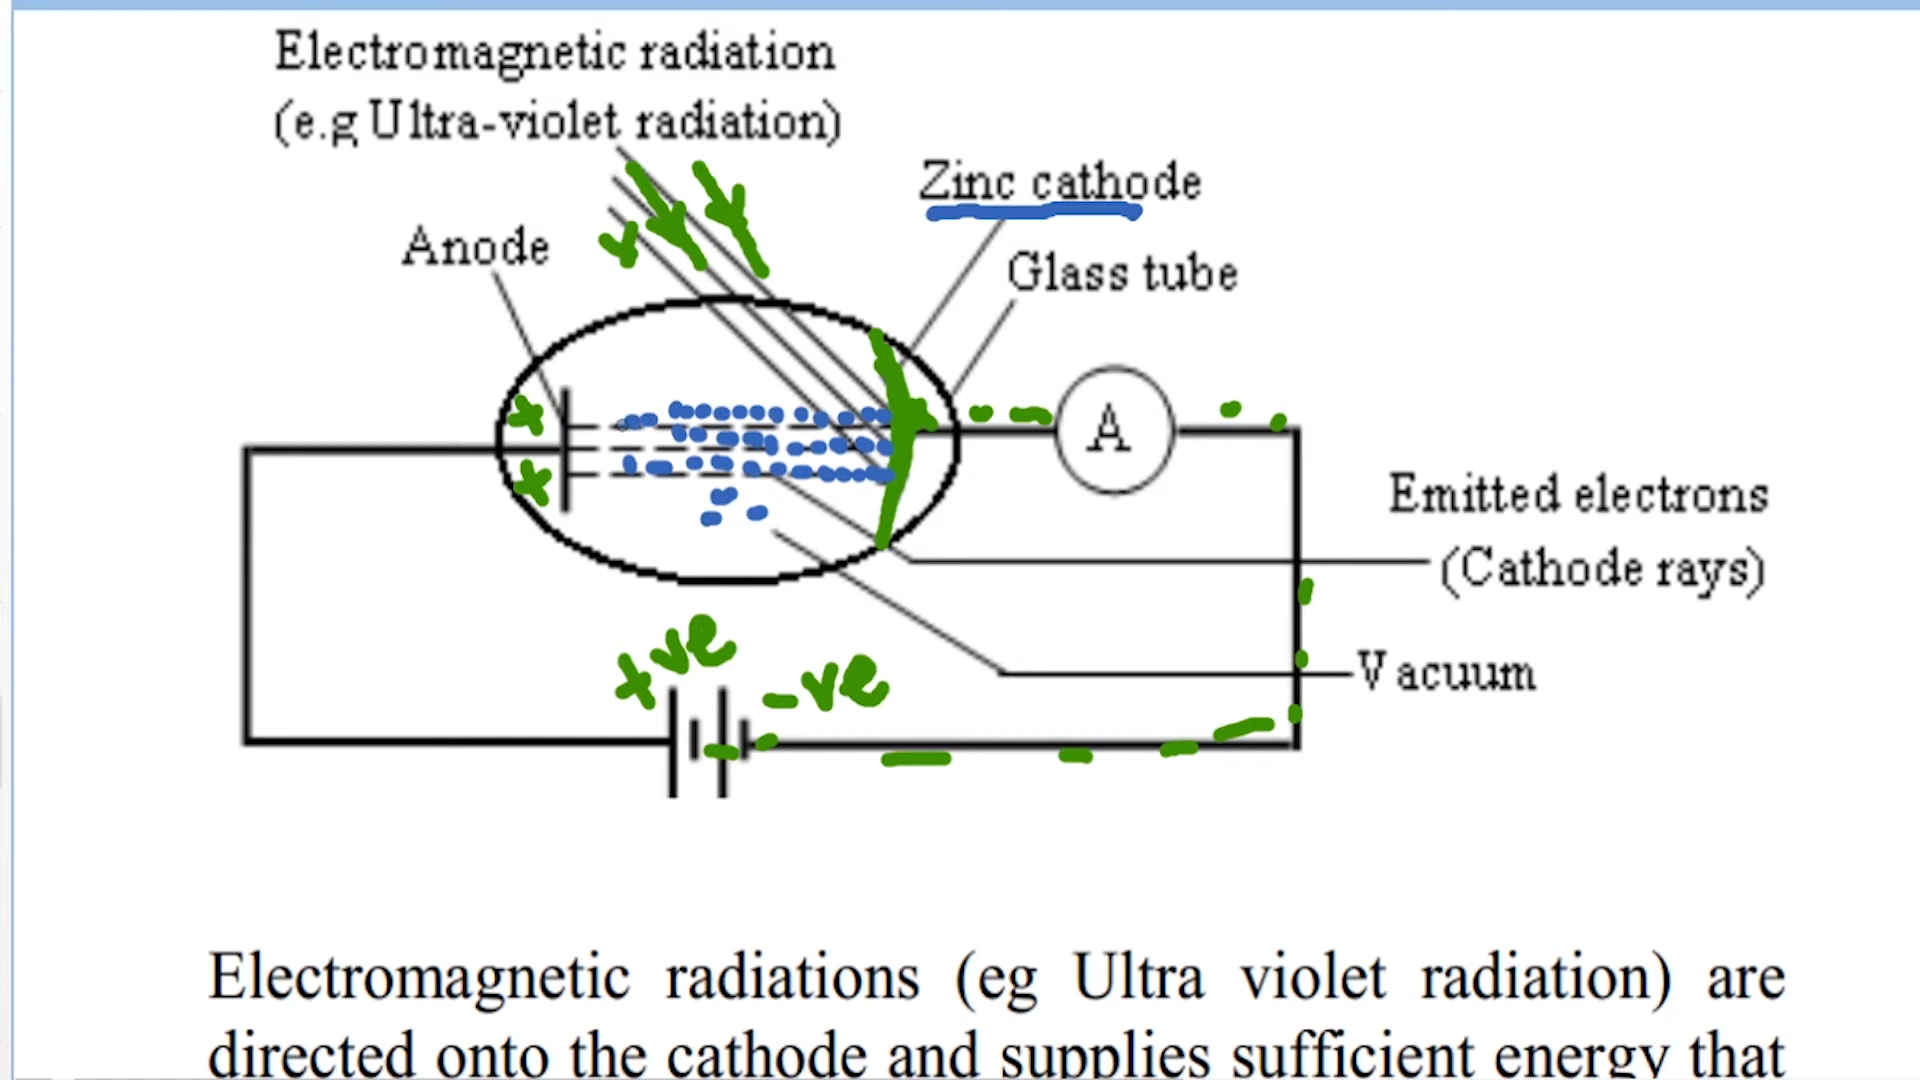 Electromagnetic radiation
(e.g Ultra-violet radiation)
Zinc cathode
Anode
Glass tube
A
Emitted electrons
(Cathode rays)
+ve
-ve
Vacuum
Electromagnetic radiations (eg Ultra violet radiation) are
directed onto the cathode and supplies sufficient energy that